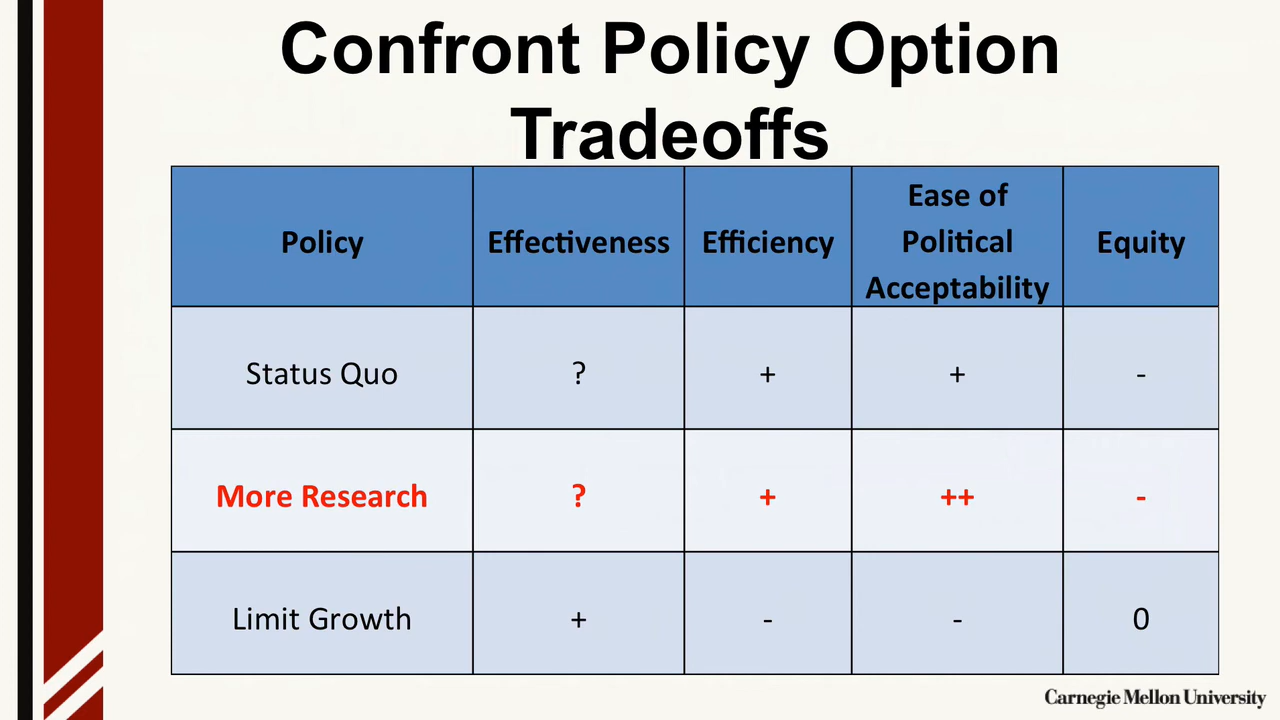 Confront Policy Option
Tradeoffs
Policy
Effectiveness
Efficiency
Ease of
Political
Acceptability
Equity
Status Quo
?
+
+
-
More Research
?
+
++
-
Limit Growth
+
-
-
0
Carnegie Mellon University